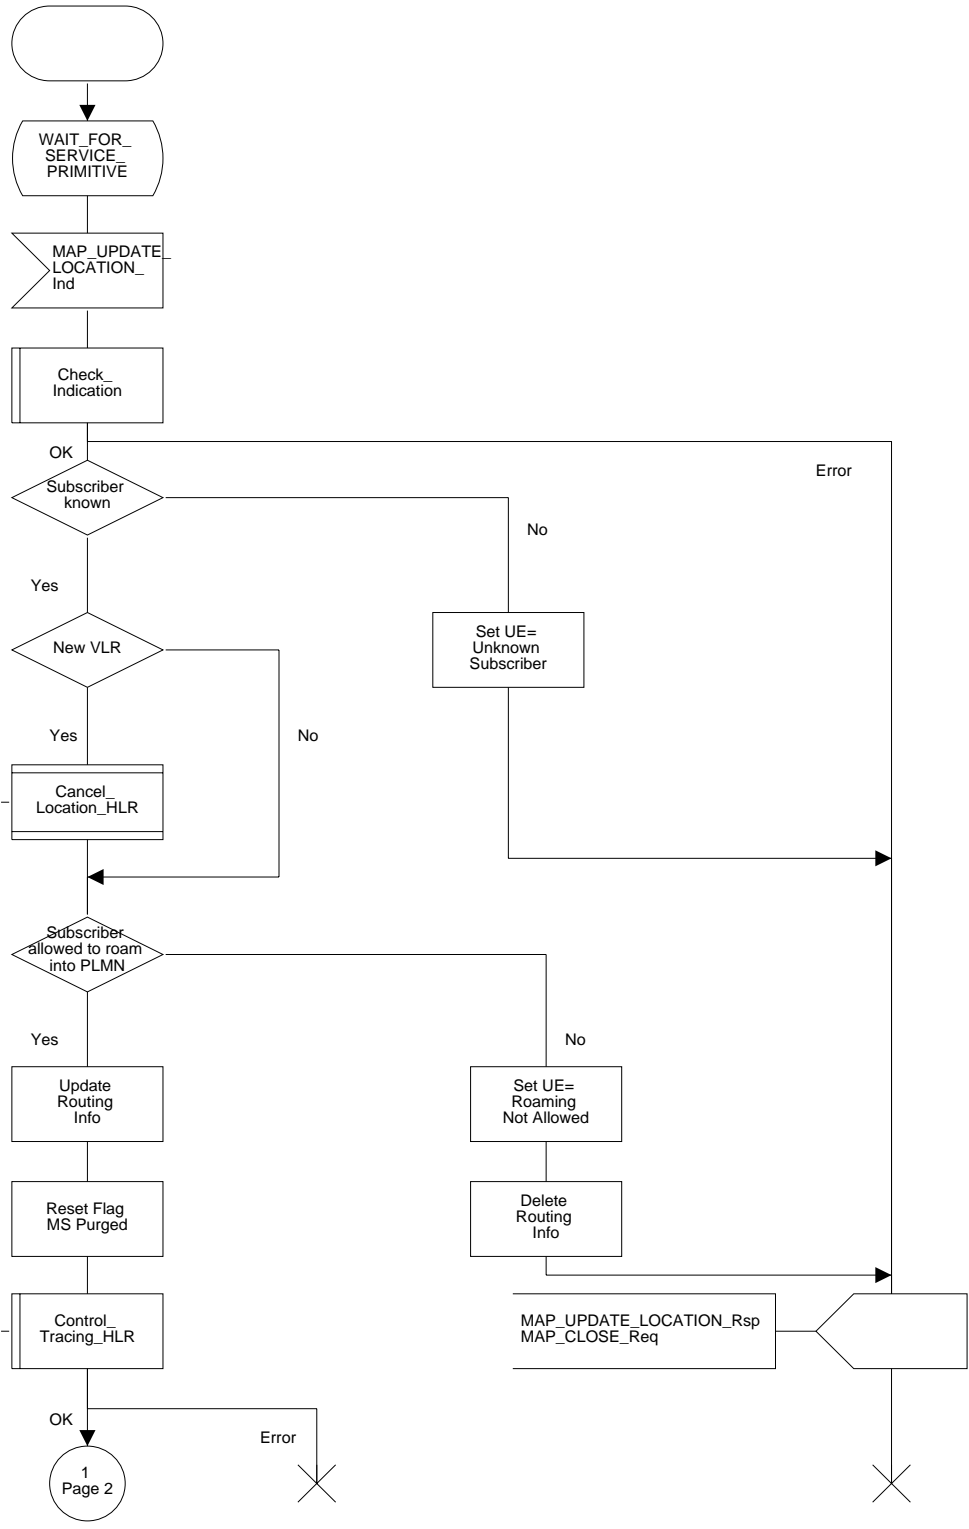 WAIT_FOR_
SERVICE_
PRIMITIVE
MAP_UPDATE_
LOCATION_
Ind
Check_
Indication
OK
Error
Subscriber
known
No
Yes
Set UE=
Unknown
Subscriber
New VLR
Yes
No
Cancel_
Location_HLR
Subscriber
allowed to roam
into PLMN
Yes
No
Update
Routing
Info
Set UE=
Roaming
Not Allowed
Reset Flag
MS Purged
Delete
Routing
Info
Control_
Tracing_HLR
MAP_UPDATE_LOCATION_Rsp
MAP_CLOSE_Req
OK
Error
1
Page 2